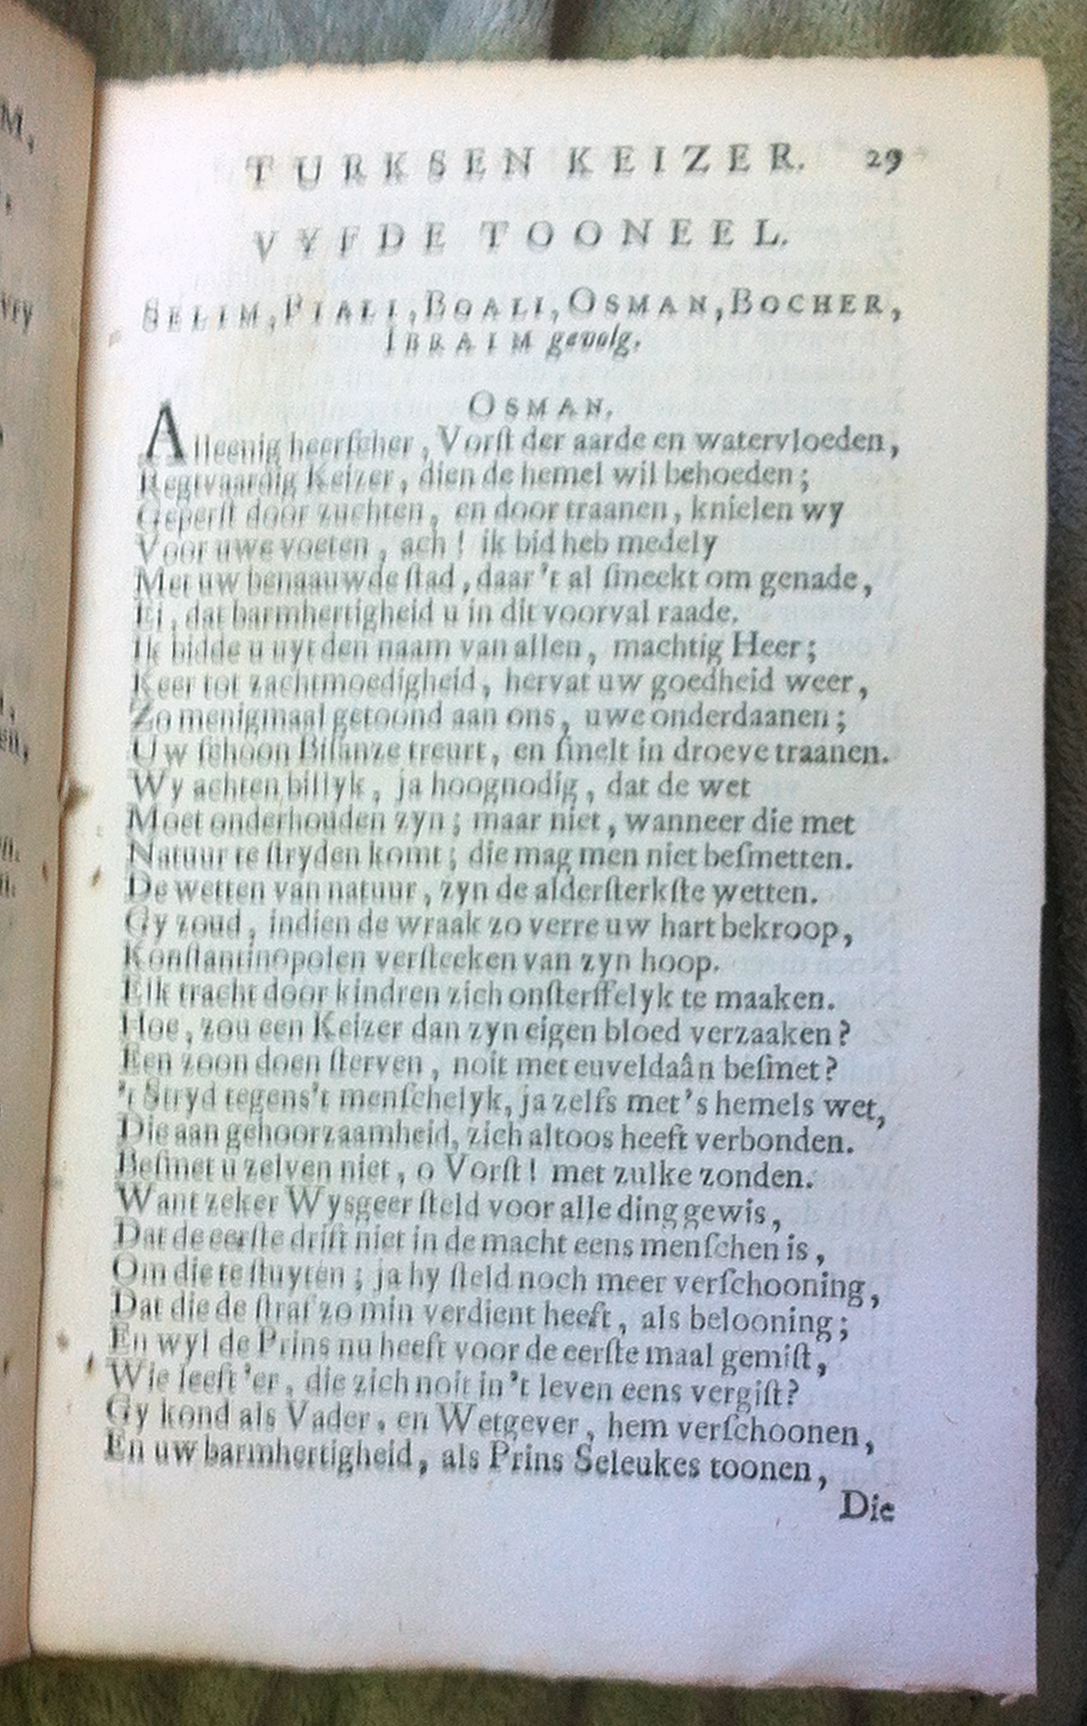 TURKSEN KEIZER. 29
VYFDE TOONEEL.
SELIM, PIALI, BOALI, OSMAN, BOCHER,
IBRAIM gevolg.
OSMAN.
Alleenig heerſcher, Vorſt der aarde en watervloeden,
Regtvaardig Keizer, dien de hemel wil behoeden;
Geperſt door zuchten, en door traanen, knielen wy
Voor uwe voeten, ach! ik bid heb medely
Met uw benaauwde ſtad, daar 't al ſmeekt om genade,
Ei, dat barmhertigheid u in dit voorval raade.
Ik bidde u uyt den naam van allen, machtig Heer;
Keer tot zachtmoedigheid, hervat uw goedheid weer,
Zo menigmaal getoond aan ons, uwe onderdaanen;
Uw ſchoon Biſanze treurt, en ſmelt in droeve traanen.
Wy achten billyk, ja hoognodig, dat de wet
Moet onderhouden zyn; maar niet, wanneer die met
Natuur te ſtryden komt; die mag men niet beſmetten.
De wetten van natuur, zyn de alderſterkſte wetten.
Gy zoud, indien de wraak zo verre uw hart bekroop,
Konſtantinopolen verſteeken van zyn hoop.
Elk tracht door kindren zich onſterffelyk te maaken.
Hoe, zou een Keizer dan zyn eigen bloed verzaaken?
Een zoon doen ſterven, noit met euveldaân beſmet?
't Stryd tegens 't menſchelyk, ja zelfs met 's hemels wet,
Die aan gehoorzaamheid, zich altoos heeft verbonden.
Beſmet u zelven niet, o Vorſt! met zulke zonden.
Want zeker Wysgeer ſteld voor alle ding gewis,
Dat de eerſte drift niet in de macht eens menſchen is,
Om die te ſtuyten; ja hy ſteld noch meer verſchooning,
Dat die de ſtraf zo min verdient heeft, als belooning;
En wyl de Prins nu heeft voor de eerſte maal gemiſt,
Wie leeft 'er, die zich noit in 't leven eens vergiſt?
Gy kond als Vader, en Wetgever, hem verſchoonen,
En uw barmhertigheid, als Prins Seleukes toonen,
Die